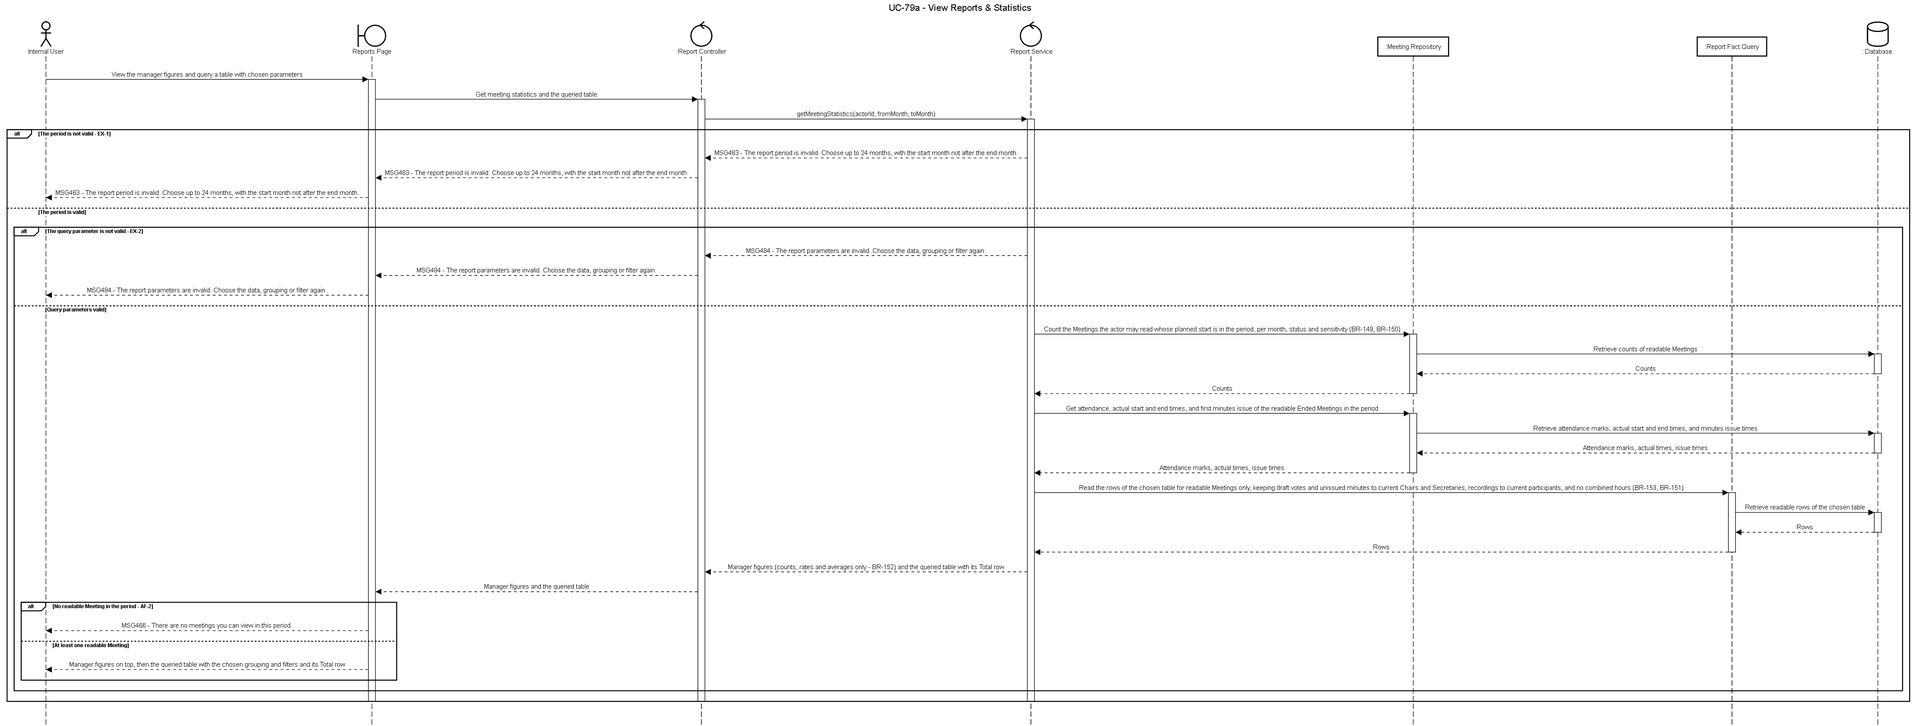 UC-79a - View Reports & Statistics
Internal User
Reports Page
:Report Controller
:Report Service
:Meeting Repository
:Report Fact Query
:Database
View the manager figures and query a table with chosen parameters
Get meeting statistics and the queried table
getMeetingStatistics(actorId, fromMonth, toMonth)
alt
[The period is not valid - EX-1]
MSG463 - The report period is invalid. Choose up to 24 months, with the start month not after the end month.
MSG463 - The report period is invalid. Choose up to 24 months, with the start month not after the end month.
MSG463 - The report period is invalid. Choose up to 24 months, with the start month not after the end month.
[The period is valid]
alt
[The query parameter is not valid - EX-2]
MSG484 - The report parameters are invalid. Choose the data, grouping or filter again.
MSG484 - The report parameters are invalid. Choose the data, grouping or filter again.
MSG484 - The report parameters are invalid. Choose the data, grouping or filter again.
[Query parameters valid]
Count the Meetings the actor may read whose planned start is in the period, per month, status and sensitivity (BR-149, BR-150)
Retrieve counts of readable Meetings
Counts
Counts
Get attendance, actual start and end times, and first minutes issue of the readable Ended Meetings in the period
Retrieve attendance marks, actual start and end times, and minutes issue times
Attendance marks, actual times, issue times
Attendance marks, actual times, issue times
Read the rows of the chosen table for readable Meetings only, keeping draft votes and unissued minutes to current Chairs and Secretaries, recordings to current participants, and no combined hours (BR-153, BR-151)
Retrieve readable rows of the chosen table
Rows
Rows
Manager figures (counts, rates and averages only - BR-152) and the queried table with its Total row
Manager figures and the queried table
alt
[No readable Meeting in the period - AF-2]
MSG466 - There are no meetings you can view in this period.
[At least one readable Meeting]
Manager figures on top, then the queried table with the chosen grouping and filters and its Total row